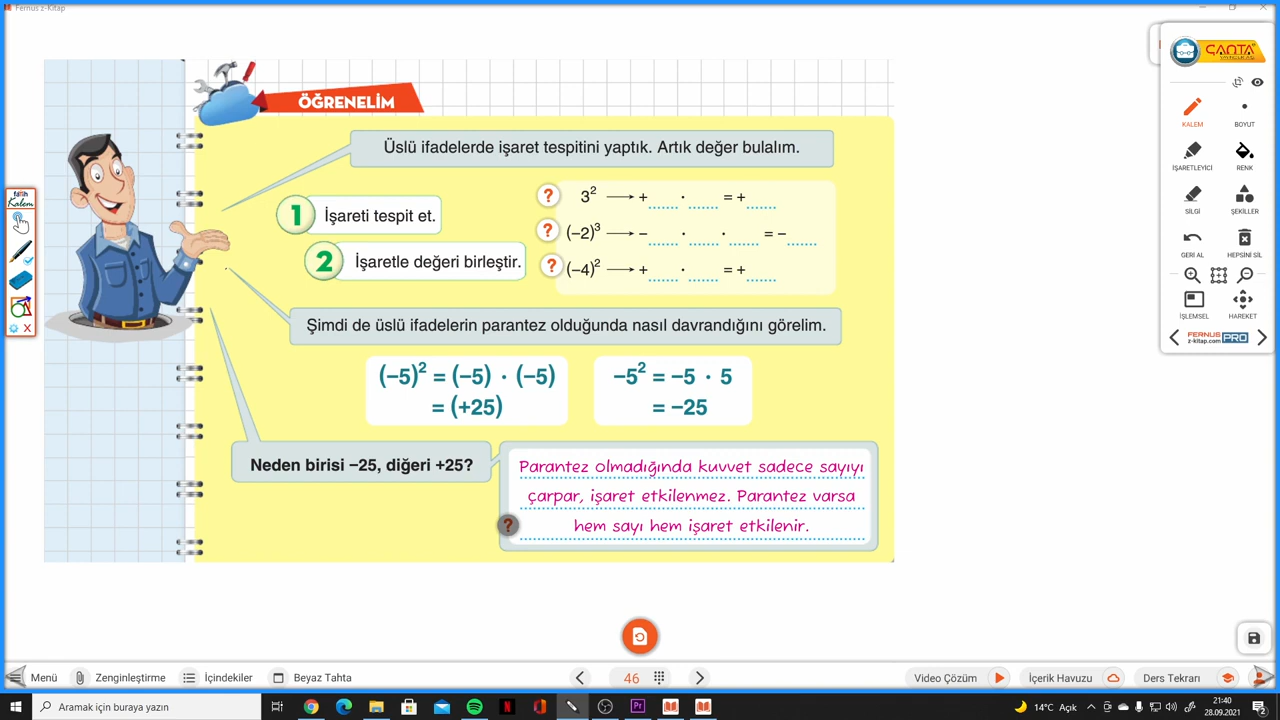 Fernus z-Kitap
ÖĞRENELİM
Üslü ifadelerde işaret tespitini yaptık. Artık değer bulalım.
1 İşareti tespit et.
2 İşaretle değeri birleştir.
? 3² → + ...... · ...... = + ......
? (−2)³ → − ...... · ...... · ...... = − ......
? (−4)² → + ...... · ...... = + ......
Şimdi de üslü ifadelerin parantez olduğunda nasıl davrandığını görelim.
(−5)² = (−5) · (−5)
= (+25)
−5² = −5 · 5
= −25
Neden birisi −25, diğeri +25?
Parantez olmadığında kuvvet sadece sayıyı
çarpar, işaret etkilenmez. Parantez varsa
? hem sayı hem işaret etkilenir.
fatih
Kalem
ÇANTA
KALEM
BOYUT
İŞARETLEYİCİ
RENK
SİLGİ
ŞEKİLLER
GERİ AL
HEPSİNİ SİL
İŞLEMSEL
HAREKET
FERNUS
z-kitap.com PRO
Menü
Zenginleştirme
İçindekiler
Beyaz Tahta
46
Video Çözüm
İçerik Havuzu
Ders Tekrarı
Aramak için buraya yazın
14°C Açık
21:40
28.09.2021
2